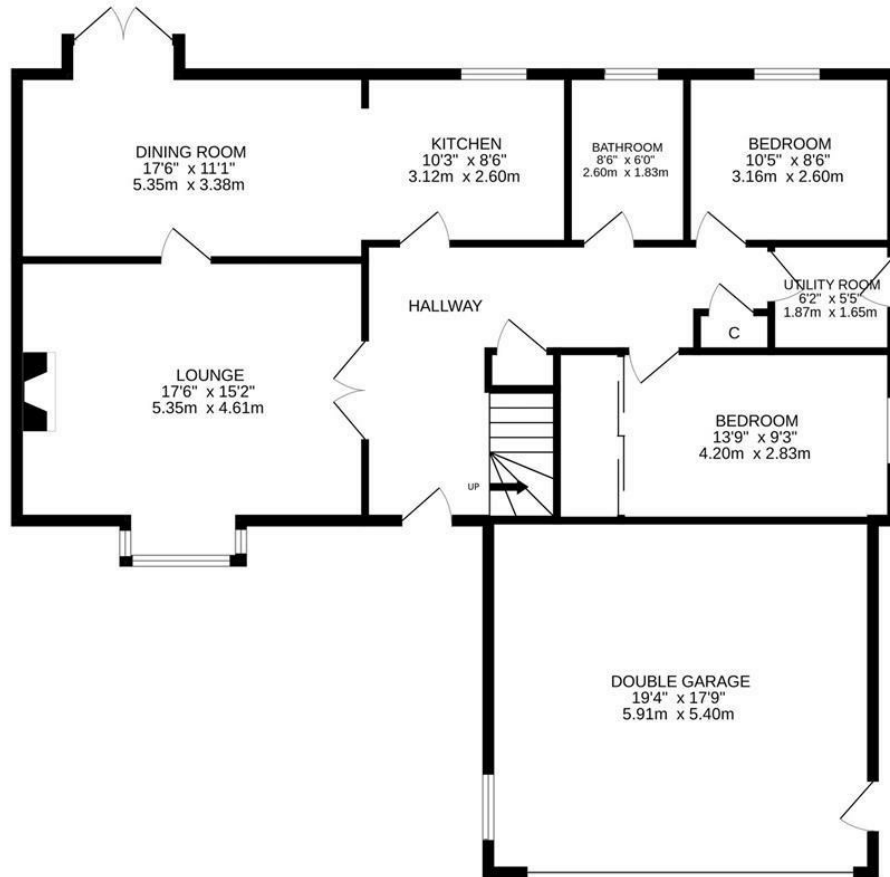 DINING ROOM
17'6" x 11'1"
5.35m x 3.38m
KITCHEN
10'3" x 8'6"
3.12m x 2.60m
BATHROOM
8'6" x 6'0"
2.60m x 1.83m
BEDROOM
10'5" x 8'6"
3.16m x 2.60m
HALLWAY
UTILITY ROOM
6'2" x 5'5"
1.87m x 1.65m
C
LOUNGE
17'6" x 15'2"
5.35m x 4.61m
BEDROOM
13'9" x 9'3"
4.20m x 2.83m
UP
DOUBLE GARAGE
19'4" x 17'9"
5.91m x 5.40m